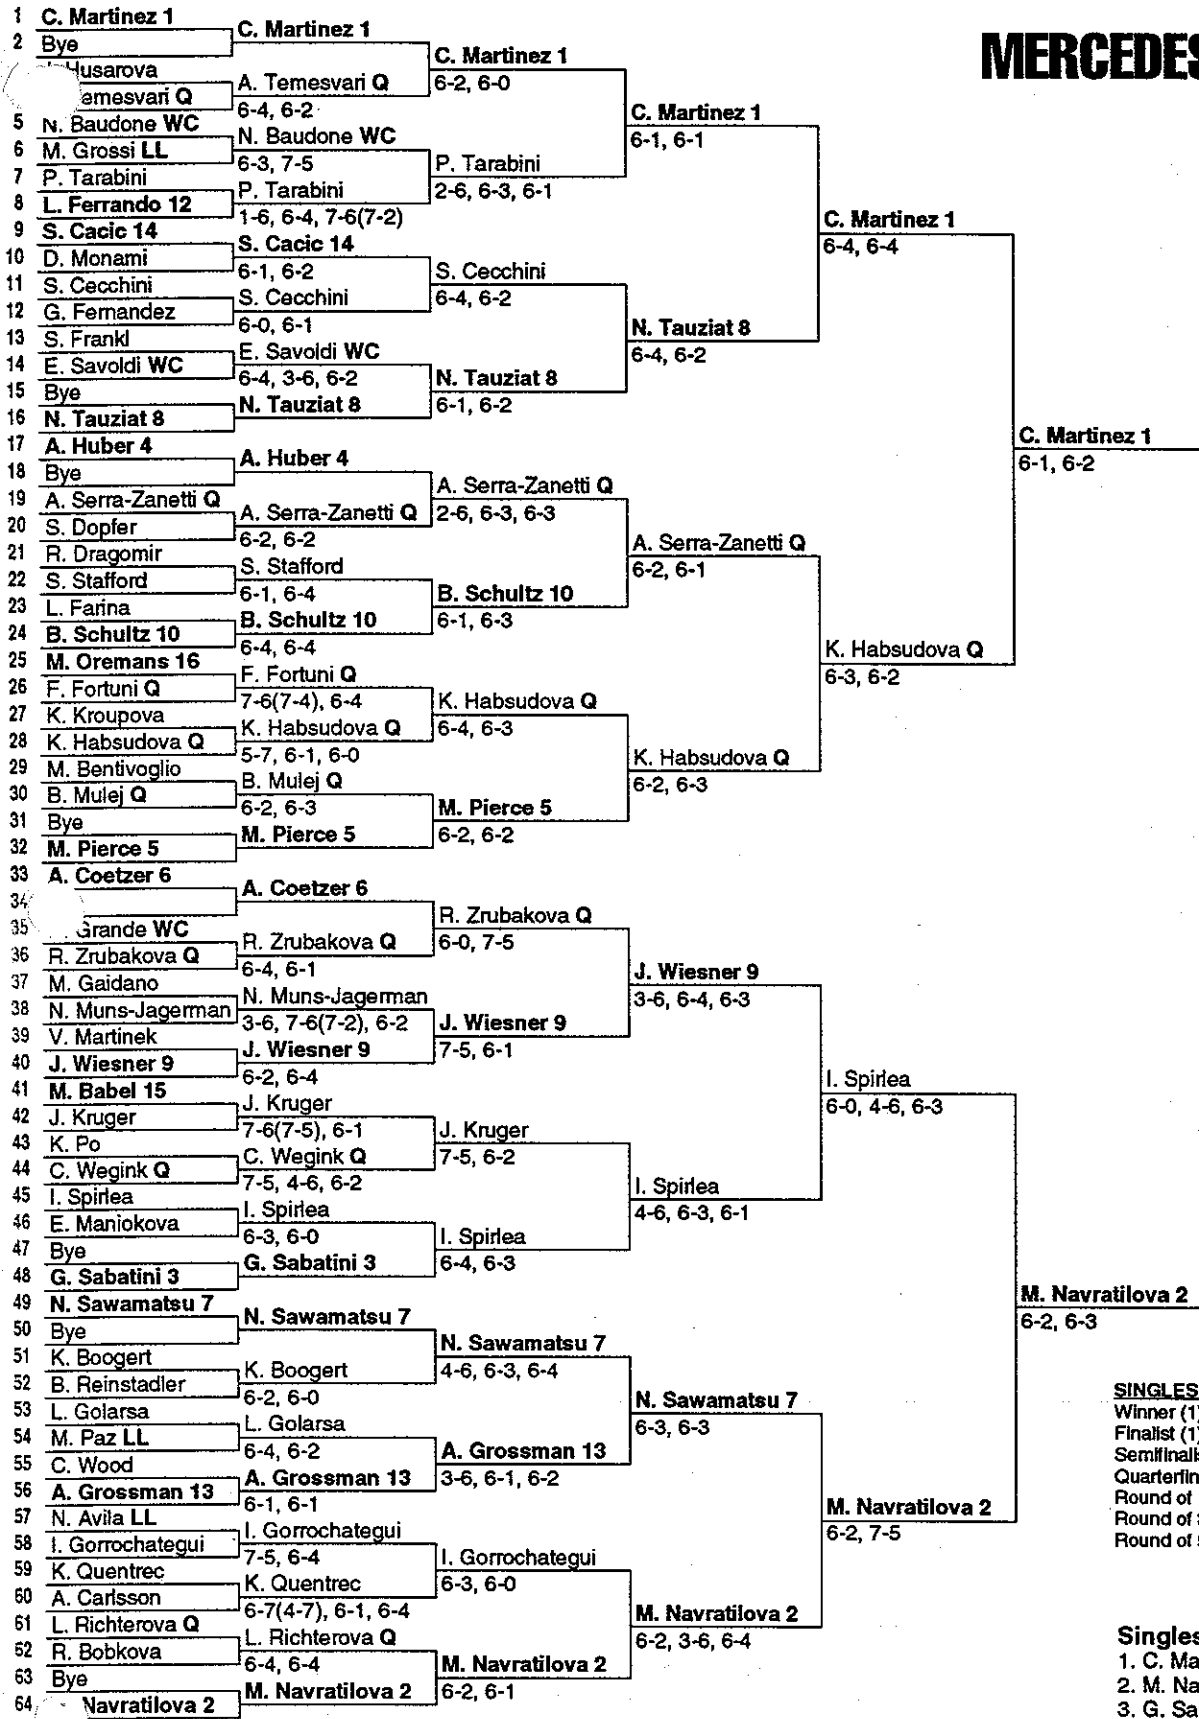 MERCEDES
1 C. Martinez 1
2 Bye
Husarova
emesvari Q
5 N. Baudone WC
6 M. Grossi LL
7 P. Tarabini
8 L. Ferrando 12
9 S. Cacic 14
10 D. Monami
11 S. Cecchini
12 G. Fernandez
13 S. Frankl
14 E. Savoldi WC
15 Bye
16 N. Tauziat 8
17 A. Huber 4
18 Bye
19 A. Serra-Zanetti Q
20 S. Dopfer
21 R. Dragomir
22 S. Stafford
23 L. Farina
24 B. Schultz 10
25 M. Oremans 16
26 F. Fortuni Q
27 K. Kroupova
28 K. Habsudova Q
29 M. Bentivoglio
30 B. Mulej Q
31 Bye
32 M. Pierce 5
33 A. Coetzer 6
34
35 Grande WC
36 R. Zrubakova Q
37 M. Gaidano
38 N. Muns-Jagerman
39 V. Martinek
40 J. Wiesner 9
41 M. Babel 15
42 J. Kruger
43 K. Po
44 C. Wegink Q
45 I. Spirlea
46 E. Maniokova
47 Bye
48 G. Sabatini 3
49 N. Sawamatsu 7
50 Bye
51 K. Boogert
52 B. Reinstadler
53 L. Golarsa
54 M. Paz LL
55 C. Wood
56 A. Grossman 13
57 N. Avila LL
58 I. Gorrochategui
59 K. Quentrec
60 A. Carlsson
61 L. Richterova Q
62 R. Bobkova
63 Bye
64 Navratilova 2
C. Martinez 1
A. Temesvari Q
6-4, 6-2
N. Baudone WC
6-3, 7-5
P. Tarabini
1-6, 6-4, 7-6(7-2)
S. Cacic 14
6-1, 6-2
S. Cecchini
6-0, 6-1
E. Savoldi WC
6-4, 3-6, 6-2
N. Tauziat 8
A. Huber 4
A. Serra-Zanetti Q
6-2, 6-2
S. Stafford
6-1, 6-4
B. Schultz 10
6-4, 6-4
F. Fortuni Q
7-6(7-4), 6-4
K. Habsudova Q
5-7, 6-1, 6-0
B. Mulej Q
6-2, 6-3
M. Pierce 5
A. Coetzer 6
R. Zrubakova Q
6-4, 6-1
N. Muns-Jagerman
3-6, 7-6(7-2), 6-2
J. Wiesner 9
6-2, 6-4
J. Kruger
7-6(7-5), 6-1
C. Wegink Q
7-5, 4-6, 6-2
I. Spirlea
6-3, 6-0
G. Sabatini 3
N. Sawamatsu 7
K. Boogert
6-2, 6-0
L. Golarsa
6-4, 6-2
A. Grossman 13
6-1, 6-1
I. Gorrochategui
7-5, 6-4
K. Quentrec
6-7(4-7), 6-1, 6-4
L. Richterova Q
6-4, 6-4
M. Navratilova 2
C. Martinez 1
6-2, 6-0
P. Tarabini
2-6, 6-3, 6-1
S. Cecchini
6-4, 6-2
N. Tauziat 8
6-1, 6-2
A. Serra-Zanetti Q
2-6, 6-3, 6-3
B. Schultz 10
6-1, 6-3
K. Habsudova Q
6-4, 6-3
M. Pierce 5
6-2, 6-2
R. Zrubakova Q
6-0, 7-5
J. Wiesner 9
7-5, 6-1
J. Kruger
7-5, 6-2
I. Spirlea
6-4, 6-3
N. Sawamatsu 7
4-6, 6-3, 6-4
A. Grossman 13
3-6, 6-1, 6-2
I. Gorrochategui
6-3, 6-0
M. Navratilova 2
6-2, 6-1
C. Martinez 1
6-1, 6-1
N. Tauziat 8
6-4, 6-2
A. Serra-Zanetti Q
6-2, 6-1
K. Habsudova Q
6-2, 6-3
J. Wiesner 9
3-6, 6-4, 6-3
I. Spirlea
4-6, 6-3, 6-1
N. Sawamatsu 7
6-3, 6-3
M. Navratilova 2
6-2, 3-6, 6-4
C. Martinez 1
6-4, 6-4
K. Habsudova Q
6-3, 6-2
I. Spirlea
6-0, 4-6, 6-3
M. Navratilova 2
6-2, 7-5
C. Martinez 1
6-1, 6-2
M. Navratilova 2
6-2, 6-3
SINGLES
Winner (1)
Finalist (1)
Semifinalis
Quarterfin
Round of
Round of
Round of
Singles
1. C. Ma
2. M. Na
3. G. Sa